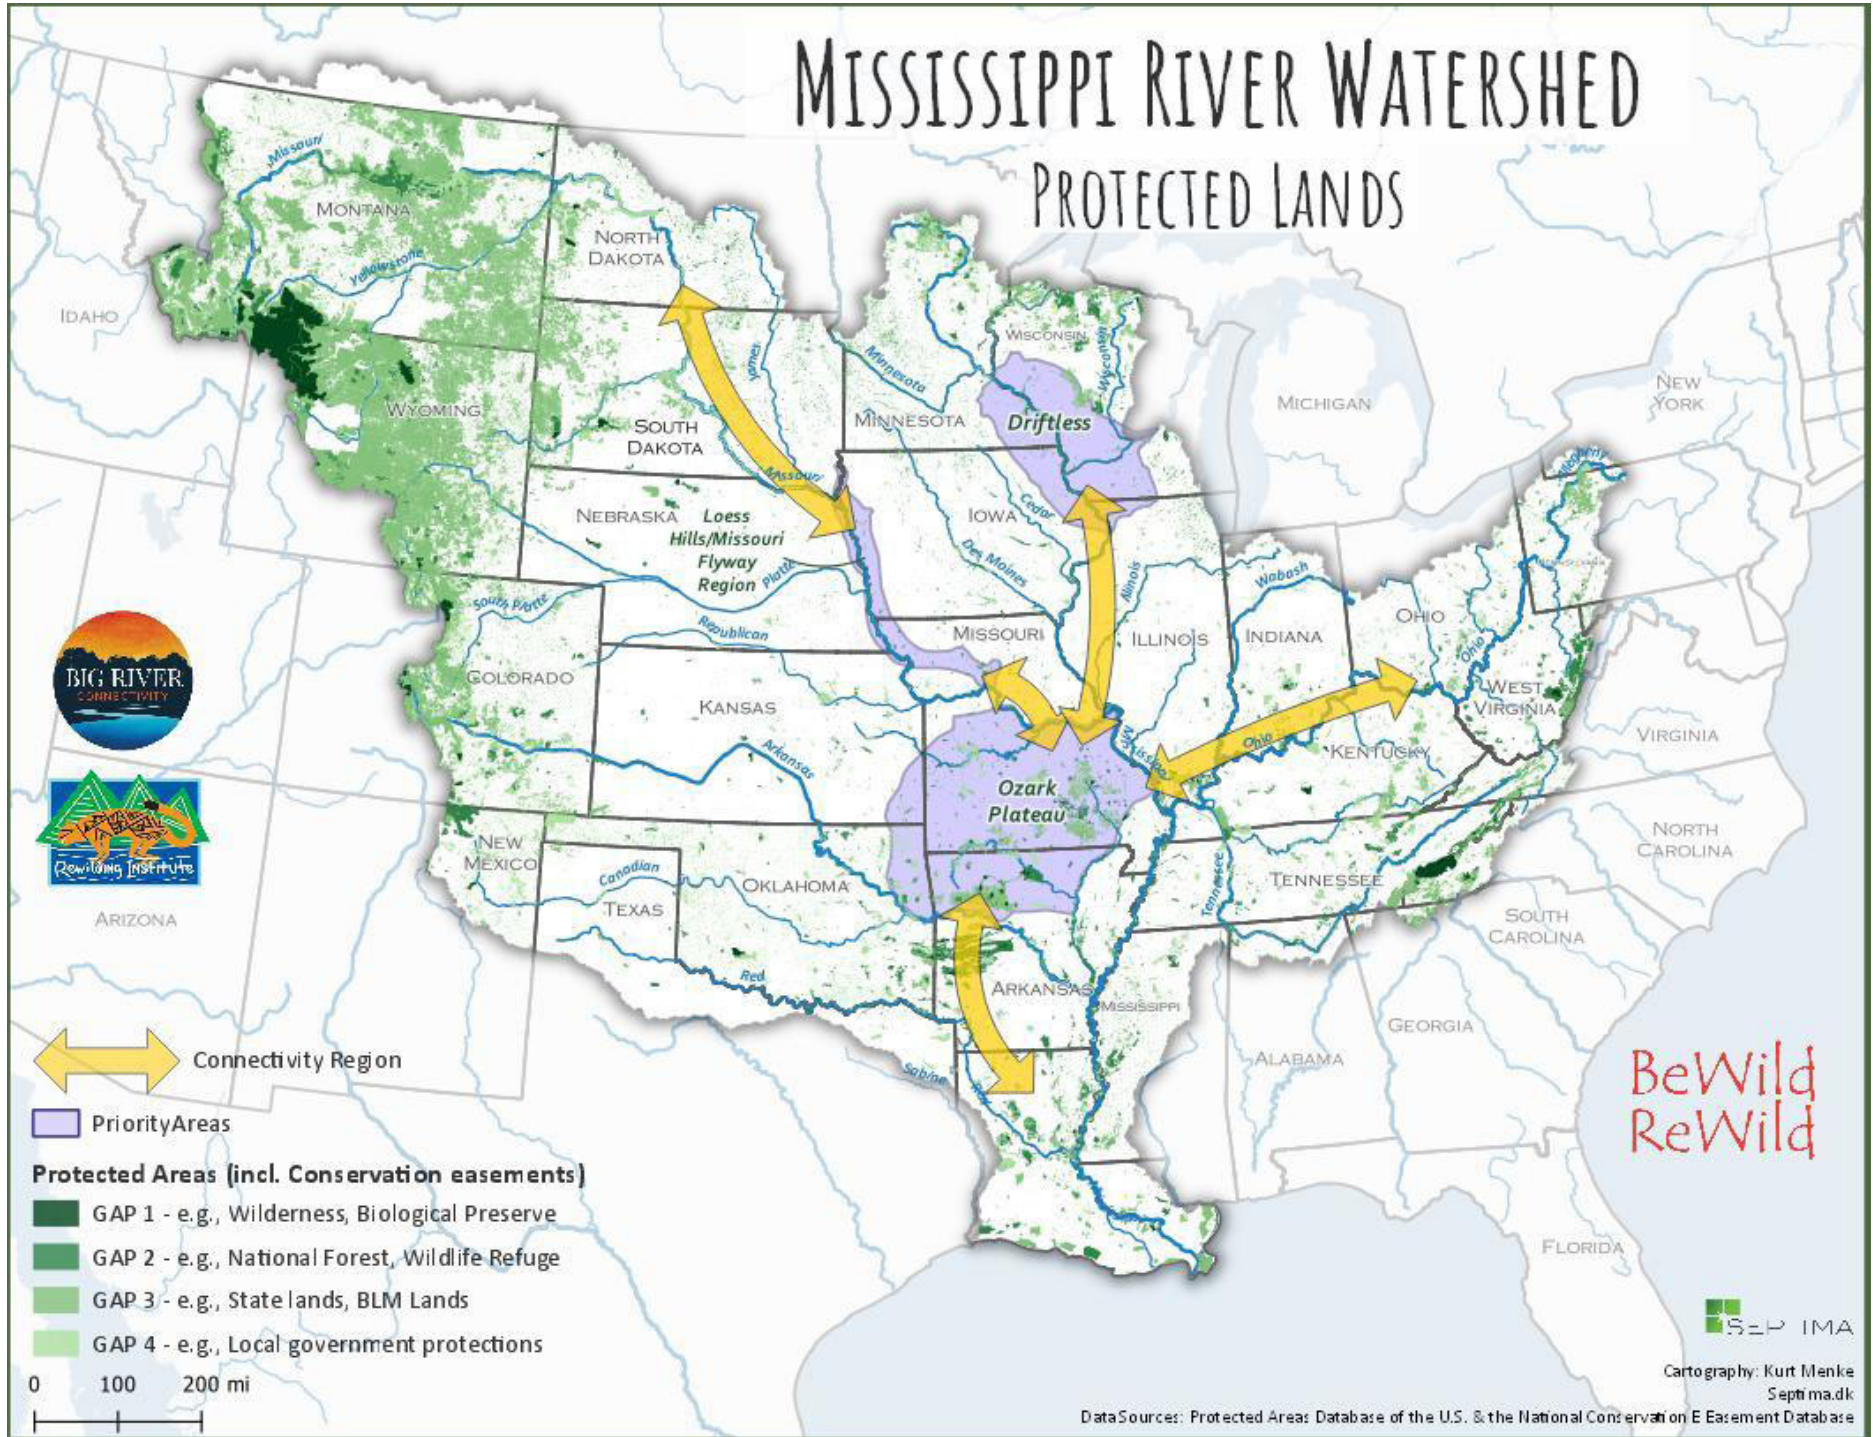 MISSISSIPPI RIVER WATERSHED
PROTECTED LANDS
Missouri
MONTANA
Yellowstone
NORTH
DAKOTA
IDAHO
James
WYOMING
SOUTH
DAKOTA
Missouri
Minnesota
MINNESOTA
WISCONSIN
Wisconsin
Driftless
MICHIGAN
NEW
YORK
Allegheny
NEBRASKA
Loess
Hills/Missouri
Flyway
Region
Platte
IOWA
Cedar
Des Moines
Illinois
Wabash
OHIO
Ohio
South Platte
Republican
MISSOURI
ILLINOIS
INDIANA
BIG RIVER
CONNECTIVITY
COLORADO
KANSAS
WEST
VIRGINIA
VIRGINIA
Arkansas
Mississippi
Ohio
KENTUCKY
Ozark
Plateau
Rewilding Institute
NEW
MEXICO
Canadian
OKLAHOMA
TEXAS
Tennessee
TENNESSEE
NORTH
CAROLINA
ARIZONA
SOUTH
CAROLINA
Red
ARKANSAS
MISSISSIPPI
GEORGIA
ALABAMA
Sabine
Red
Connectivity Region
BeWild
ReWild
PriorityAreas
Protected Areas (incl. Conservation easements)
GAP 1 - e.g., Wilderness, Biological Preserve
GAP 2 - e.g., National Forest, Wildlife Refuge
GAP 3 - e.g., State lands, BLM Lands
GAP 4 - e.g., Local government protections
FLORIDA
0 100 200 mi
SEPTIMA
Cartography: Kurt Menke
Septima.dk
DataSources: Protected Areas Database of the U.S. & the National Conservation E Easement Database